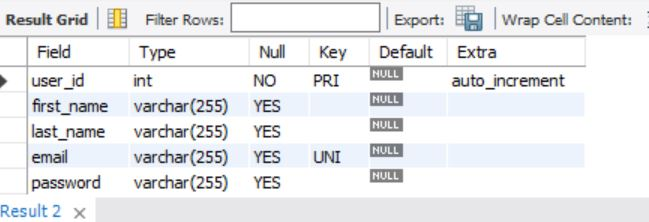 Result Grid Filter Rows: Export: Wrap Cell Content:
Field Type Null Key Default Extra
user_id int NO PRI NULL auto_increment
first_name varchar(255) YES NULL
last_name varchar(255) YES NULL
email varchar(255) YES UNI NULL
password varchar(255) YES NULL
Result 2 ×